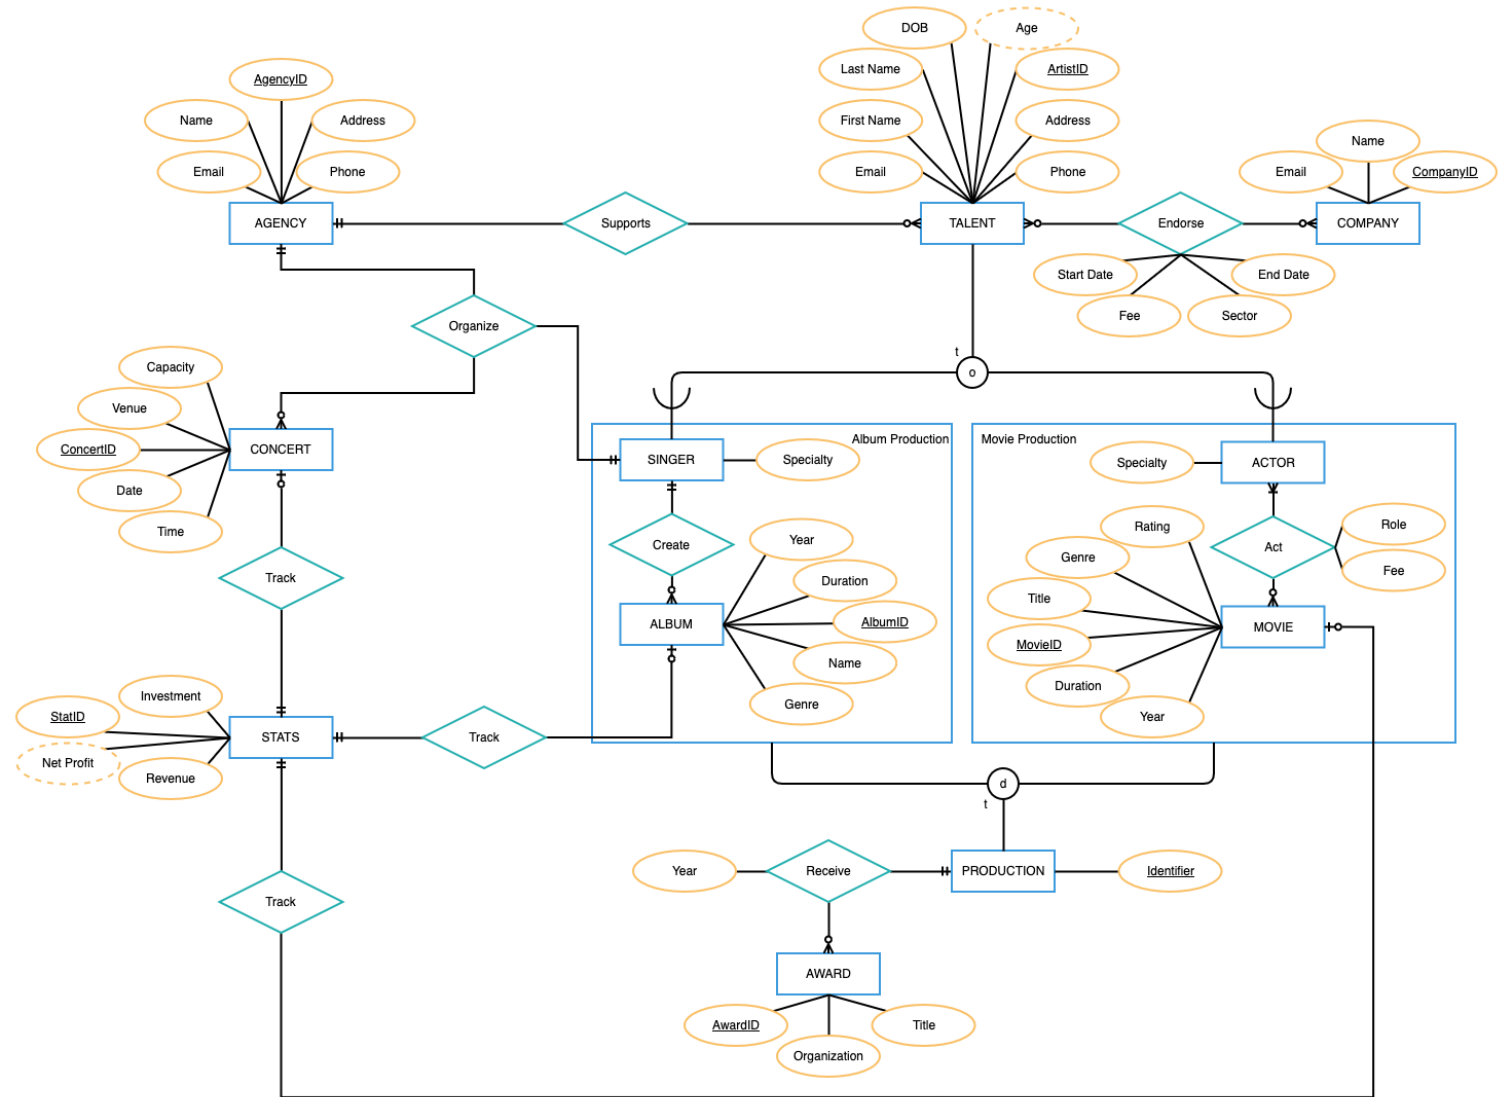 DOB
Age
Last Name
ArtistID
AgencyID
Name
Address
First Name
Address
Name
Email
Phone
Email
Phone
Email
CompanyID
AGENCY
Supports
TALENT
Endorse
COMPANY
Start Date
End Date
Fee
Sector
Organize
t
o
Capacity
Venue
ConcertID
CONCERT
Date
Time
Album Production
SINGER
Specialty
Movie Production
Specialty
ACTOR
Rating
Role
Create
Year
Genre
Act
Fee
Track
Duration
Title
ALBUM
AlbumID
MOVIE
MovieID
Name
Duration
Genre
Year
Investment
StatID
STATS
Track
Net Profit
Revenue
d
t
Year
Receive
PRODUCTION
Identifier
Track
AWARD
AwardID
Title
Organization